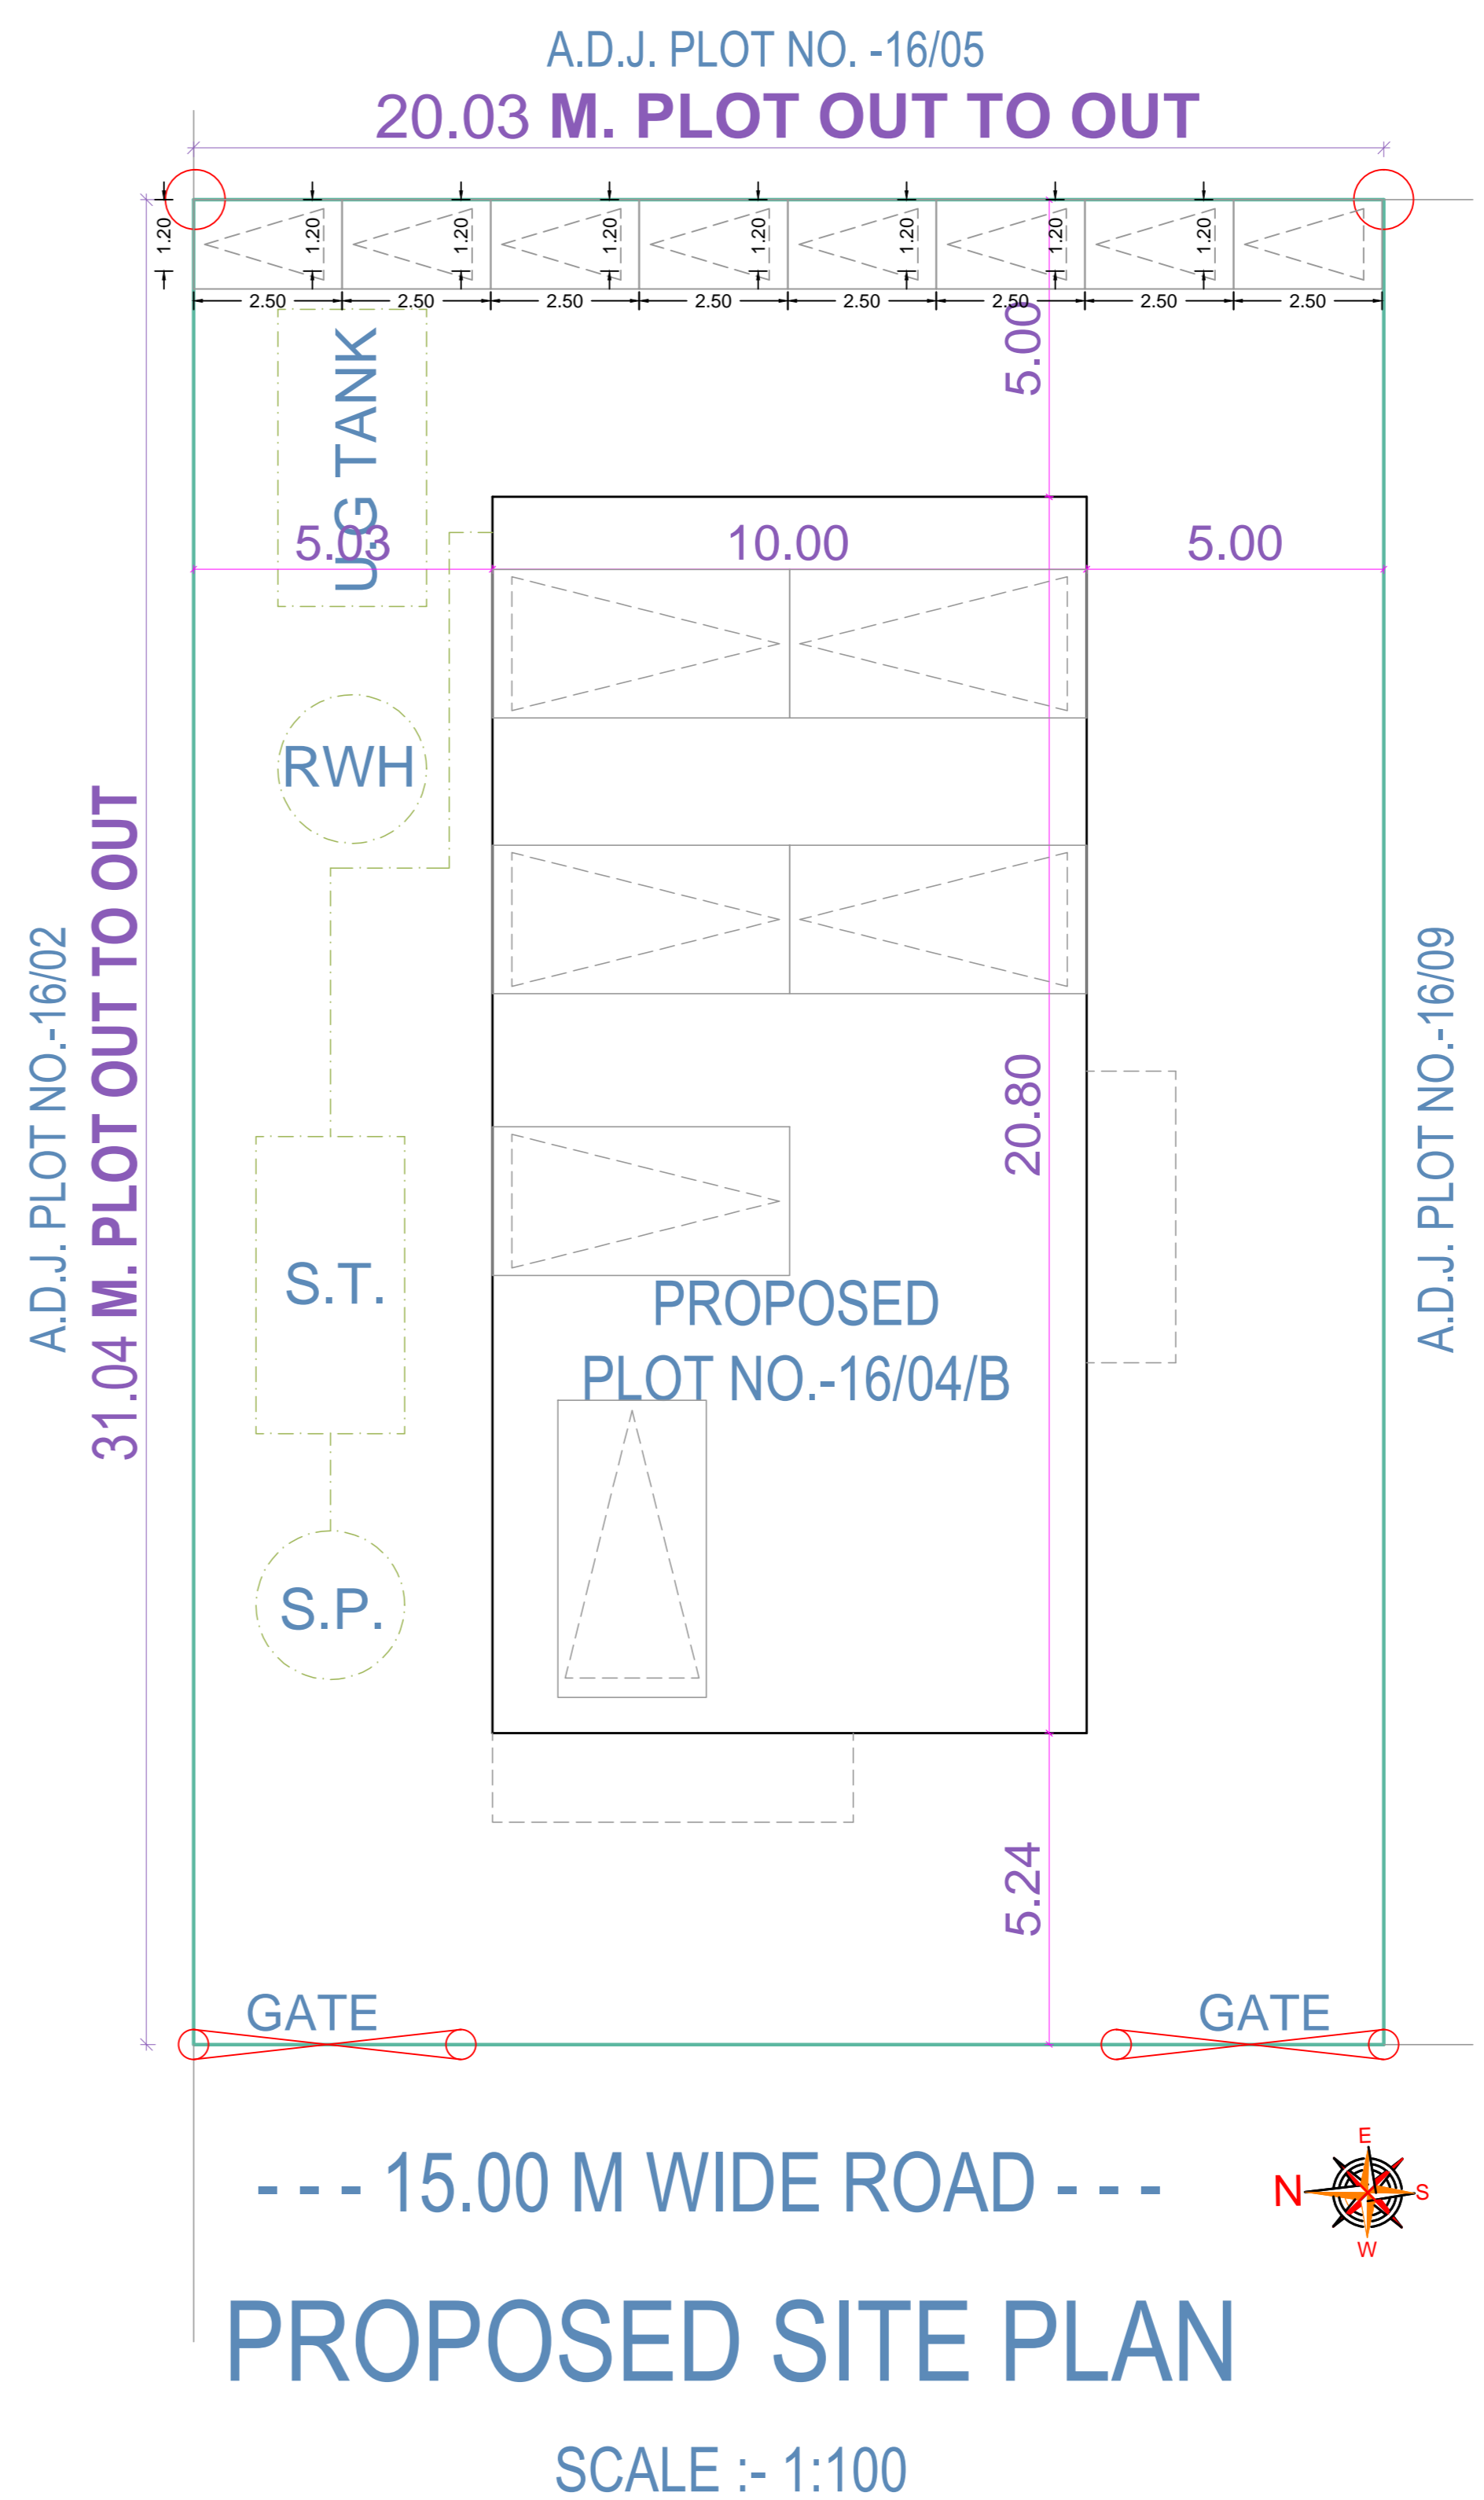 A.D.J. PLOT NO. -16/05
20.03 M. PLOT OUT TO OUT
1.20
1.20
1.20
1.20
1.20
1.20
1.20
1.20
2.50
2.50
2.50
2.50
2.50
2.50
2.50
2.50
5.00
U.G TANK
5.03
10.00
5.00
RWH
A.D.J. PLOT NO.-16/02
31.04 M. PLOT OUT TO OUT
20.80
A.D.J. PLOT NO.-16/09
S.T.
PROPOSED
PLOT NO.-16/04/B
S.P.
5.24
GATE
GATE
- - - 15.00 M WIDE ROAD - - -
E
N
S
W
PROPOSED SITE PLAN
SCALE :- 1:100